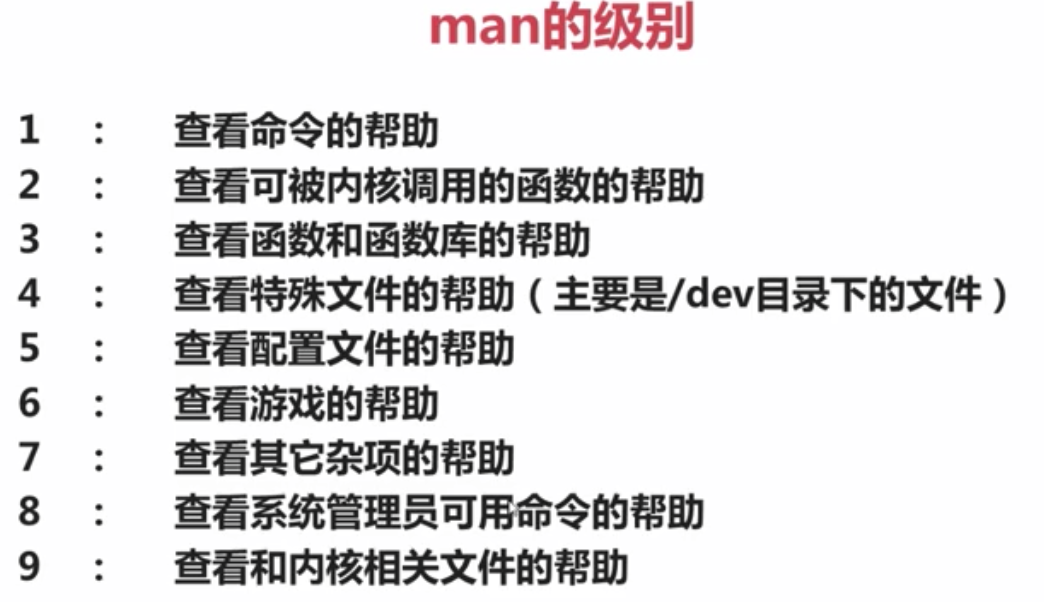 man的级别
1 : 查看命令的帮助
2 : 查看可被内核调用的函数的帮助
3 : 查看函数和函数库的帮助
4 : 查看特殊文件的帮助（主要是/dev目录下的文件）
5 : 查看配置文件的帮助
6 : 查看游戏的帮助
7 : 查看其它杂项的帮助
8 : 查看系统管理员可用命令的帮助
9 : 查看和内核相关文件的帮助